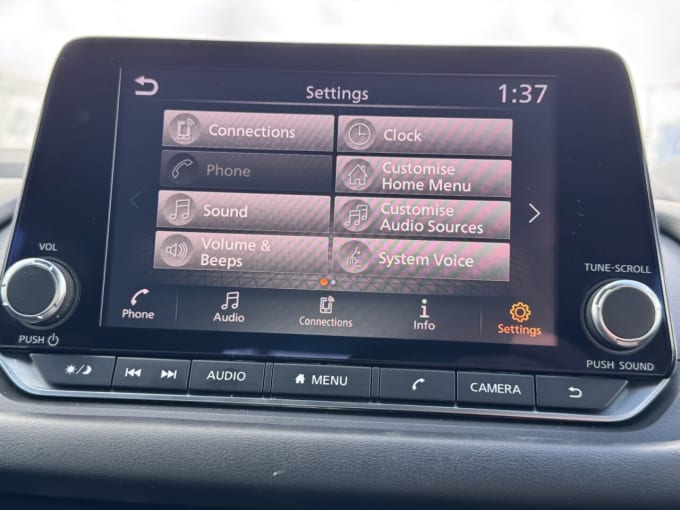 Settings
1:37
Connections
Clock
Phone
Customise
Home Menu
Sound
Customise
Audio Sources
Volume &
Beeps
System Voice
Phone
Audio
Connections
Info
Settings
VOL
PUSH
TUNE·SCROLL
PUSH SOUND
AUDIO
MENU
CAMERA